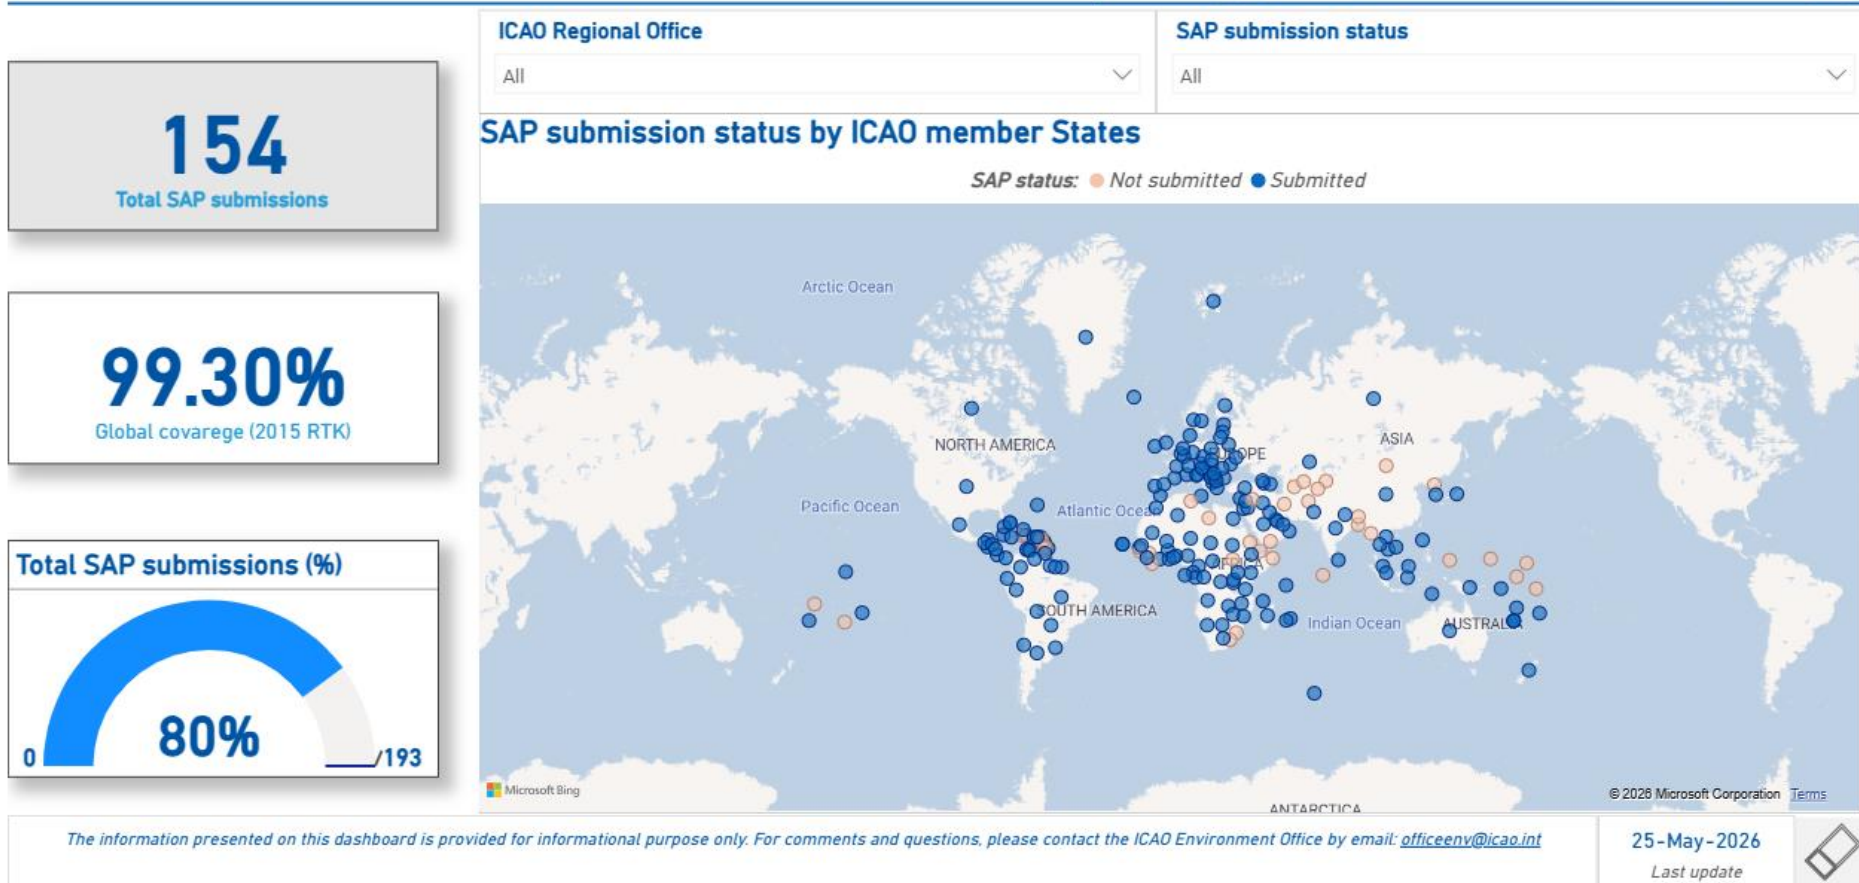 ICAO Regional Office
All
SAP submission status
All
154
Total SAP submissions
99.30%
Global covarege (2015 RTK)
Total SAP submissions (%)
0
80%
/193
SAP submission status by ICAO member States
SAP status: Not submitted Submitted
Arctic Ocean
NORTH AMERICA
EUROPE
ASIA
Pacific Ocean
Atlantic Ocean
AFRICA
SOUTH AMERICA
Indian Ocean
AUSTRALIA
ANTARCTICA
Microsoft Bing
© 2026 Microsoft Corporation Terms
The information presented on this dashboard is provided for informational purpose only. For comments and questions, please contact the ICAO Environment Office by email: officeenv@icao.int
25-May-2026
Last update